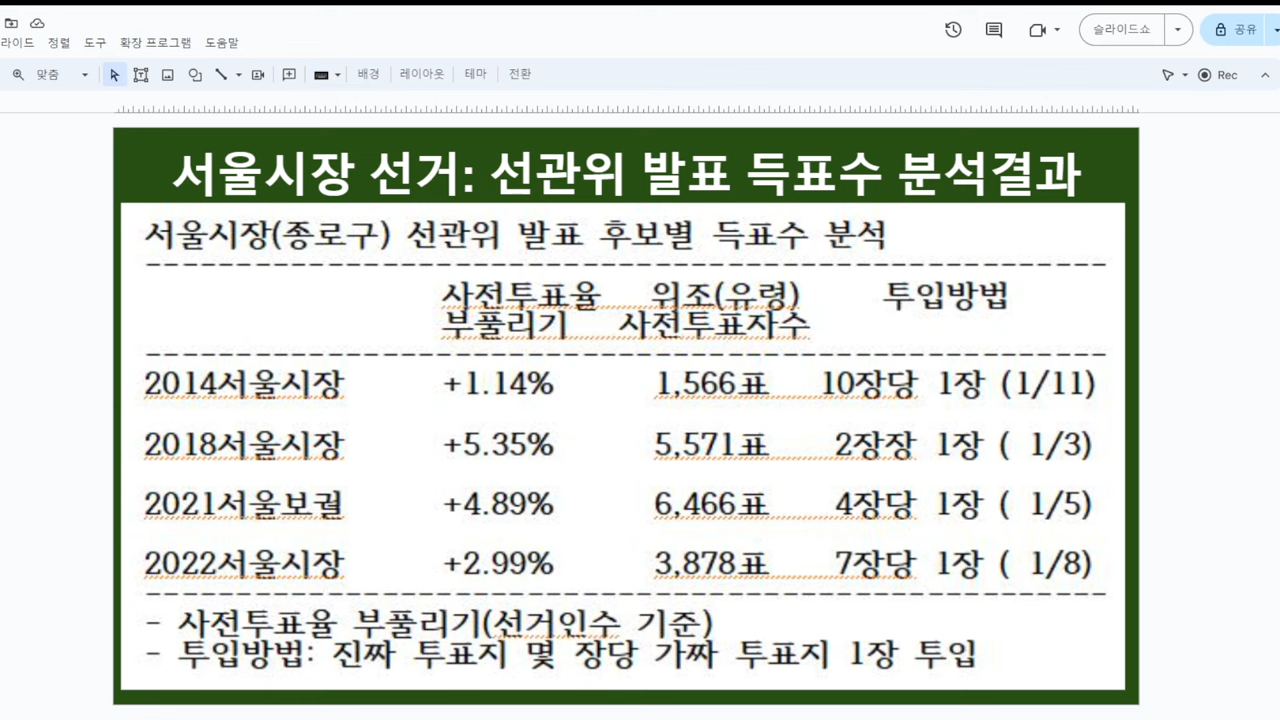 라이드 정렬 도구 확장 프로그램 도움말
슬라이드쇼
공유
맞춤
배경 레이아웃 테마 전환
Rec
서울시장 선거: 선관위 발표 득표수 분석결과
서울시장(종로구) 선관위 발표 후보별 득표수 분석
사전투표율 위조(유령) 투입방법
부풀리기 사전투표자수
2014서울시장 +1.14% 1,566표 10장당 1장 (1/11)
2018서울시장 +5.35% 5,571표 2장장 1장 ( 1/3)
2021서울보궐 +4.89% 6,466표 4장당 1장 ( 1/5)
2022서울시장 +2.99% 3,878표 7장당 1장 ( 1/8)
- 사전투표율 부풀리기(선거인수 기준)
- 투입방법: 진짜 투표지 몇 장당 가짜 투표지 1장 투입